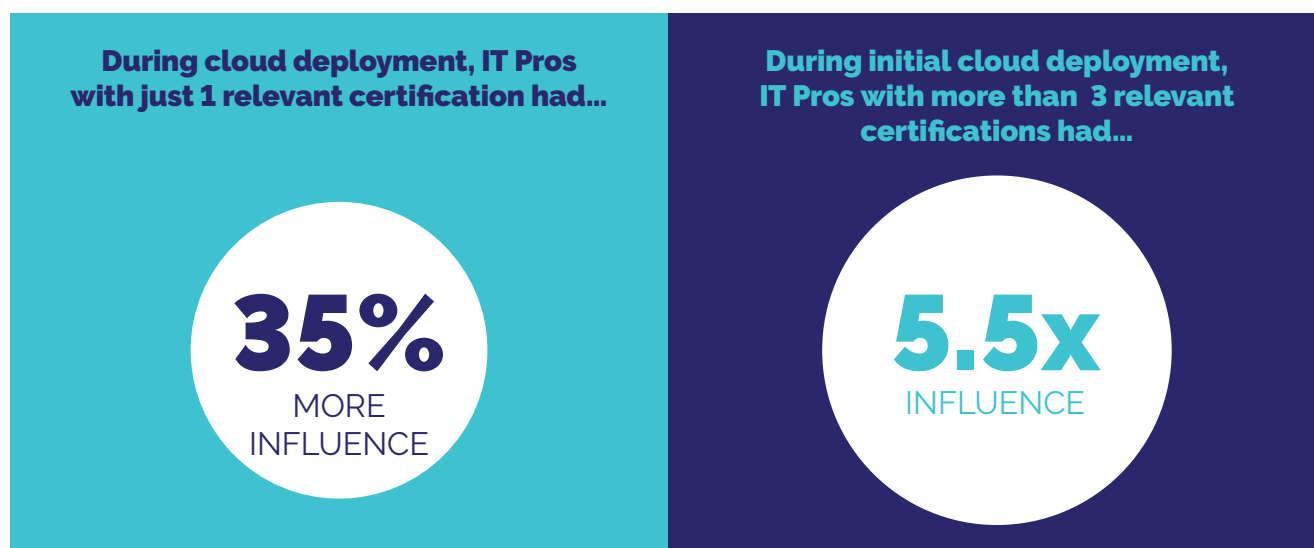 During cloud deployment, IT Pros
with just 1 relevant certification had...
35%
MORE
INFLUENCE
During initial cloud deployment,
IT Pros with more than 3 relevant
certifications had...
5.5x
INFLUENCE